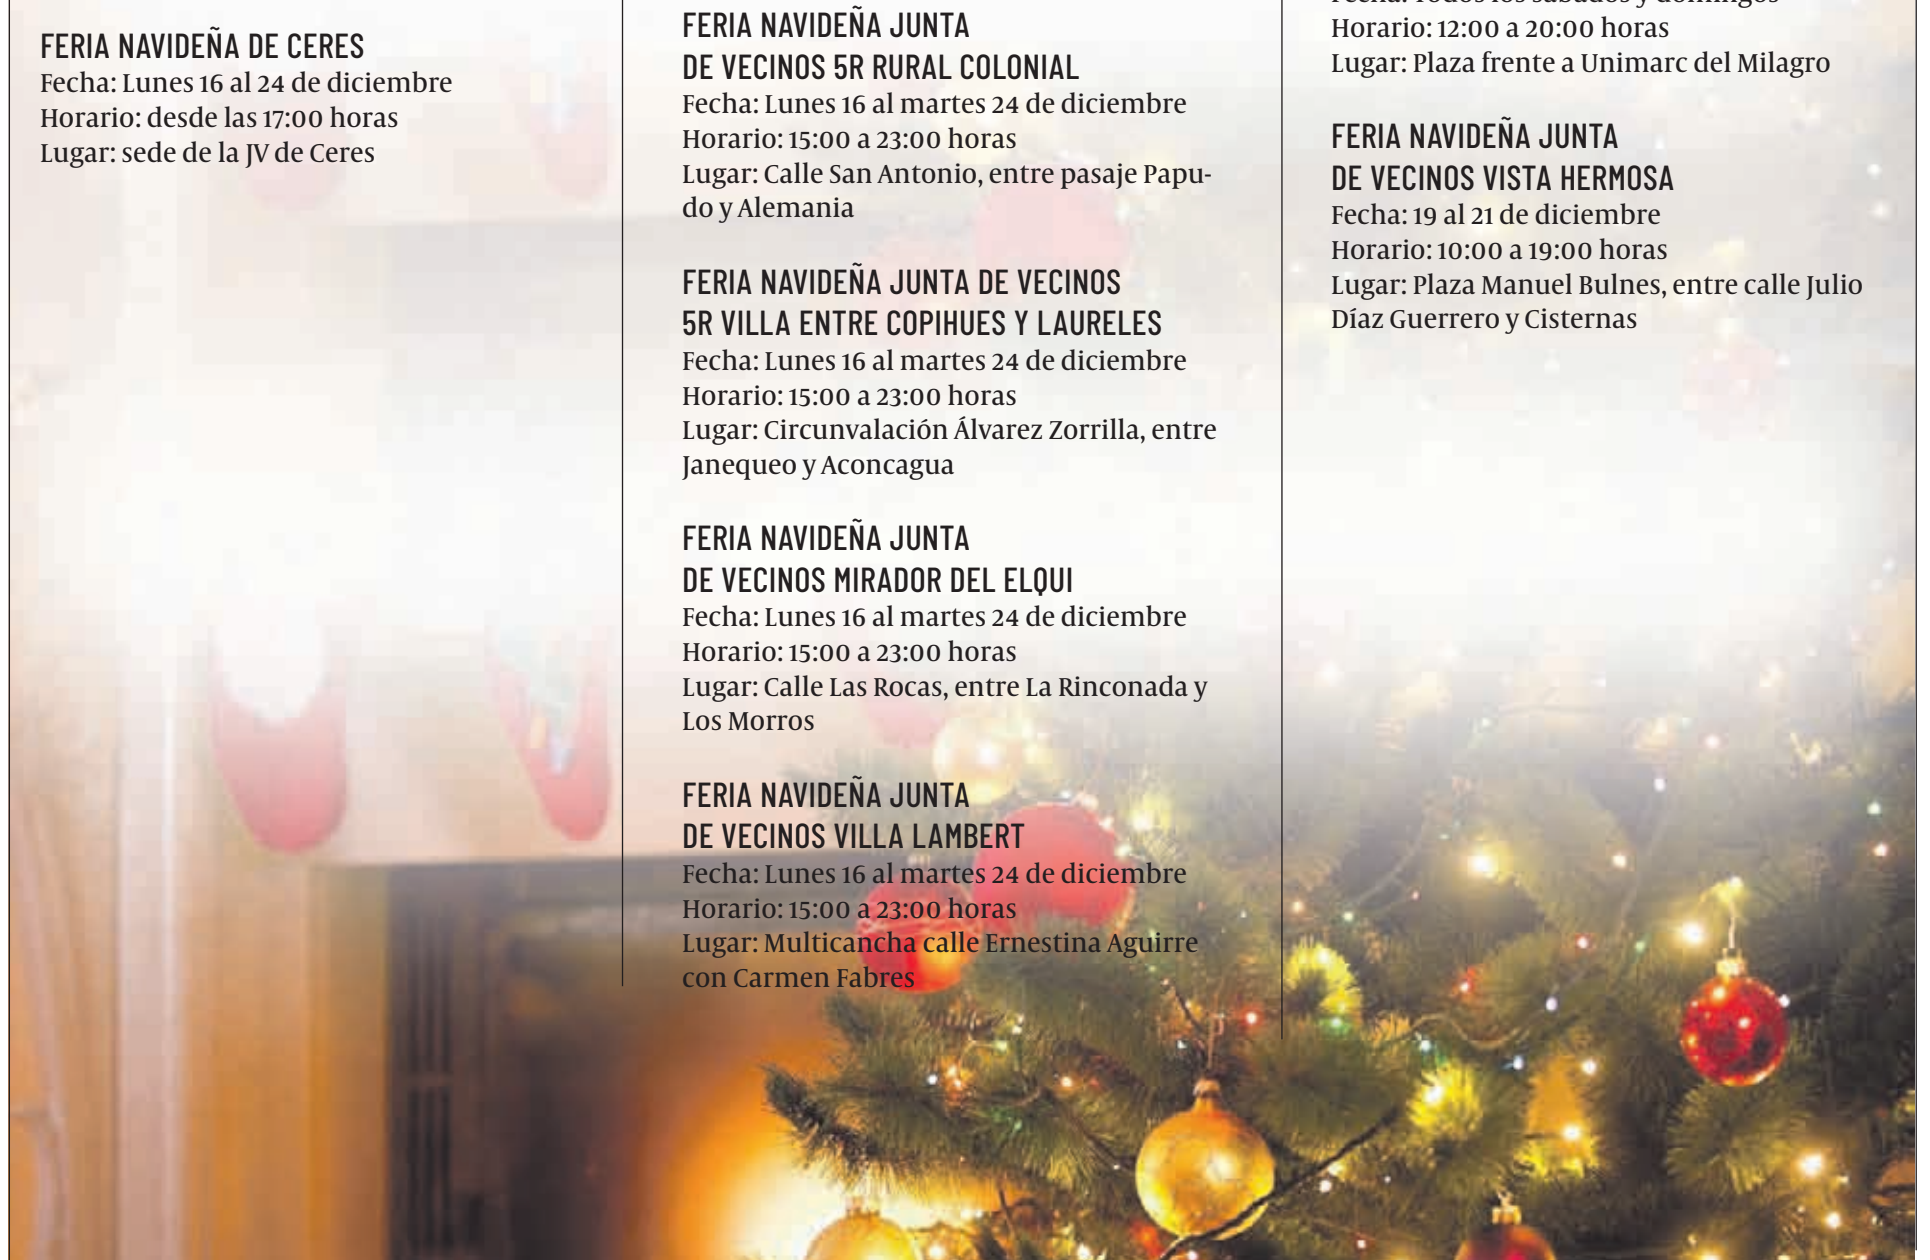 FERIA NAVIDEÑA DE CERES
Fecha: Lunes 16 al 24 de diciembre
Horario: desde las 17:00 horas
Lugar: sede de la JV de Ceres
FERIA NAVIDEÑA JUNTA
DE VECINOS 5R RURAL COLONIAL
Fecha: Lunes 16 al martes 24 de diciembre
Horario: 15:00 a 23:00 horas
Lugar: Calle San Antonio, entre pasaje Papu-
do y Alemania
FERIA NAVIDEÑA JUNTA DE VECINOS
5R VILLA ENTRE COPIHUES Y LAURELES
Fecha: Lunes 16 al martes 24 de diciembre
Horario: 15:00 a 23:00 horas
Lugar: Circunvalación Álvarez Zorrilla, entre
Janequeo y Aconcagua
FERIA NAVIDEÑA JUNTA
DE VECINOS MIRADOR DEL ELQUI
Fecha: Lunes 16 al martes 24 de diciembre
Horario: 15:00 a 23:00 horas
Lugar: Calle Las Rocas, entre La Rinconada y
Los Morros
FERIA NAVIDEÑA JUNTA
DE VECINOS VILLA LAMBERT
Fecha: Lunes 16 al martes 24 de diciembre
Horario: 15:00 a 23:00 horas
Lugar: Multicancha calle Ernestina Aguirre
con Carmen Fabres
Fecha: Todos los sábados y domingos
Horario: 12:00 a 20:00 horas
Lugar: Plaza frente a Unimarc del Milagro
FERIA NAVIDEÑA JUNTA
DE VECINOS VISTA HERMOSA
Fecha: 19 al 21 de diciembre
Horario: 10:00 a 19:00 horas
Lugar: Plaza Manuel Bulnes, entre calle Julio
Díaz Guerrero y Cisternas